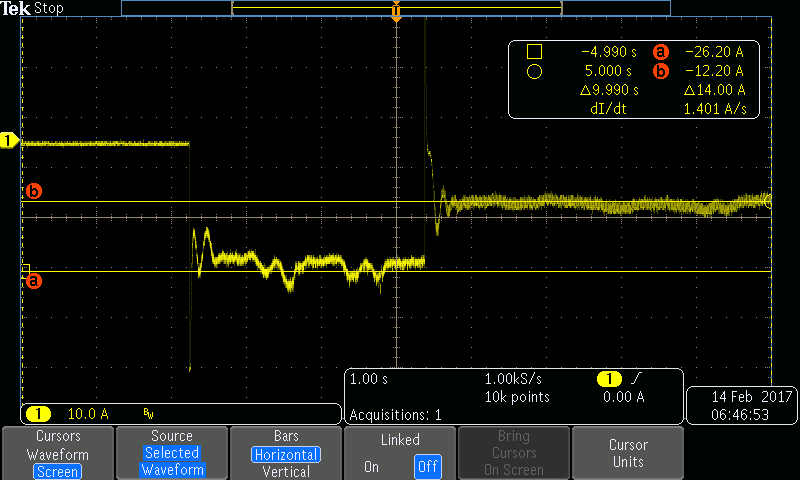 Tek Stop
T
−4.990 s a −26.20 A
5.000 s b −12.20 A
△9.990 s △14.00 A
dI/dt 1.401 A/s
1
b
a
1 10.0 A BW
1.00 s 1.00kS/s 1 /
10k points 0.00 A
Acquisitions: 1
14 Feb 2017
06:46:53
Cursors
Waveform
Screen
Source
Selected
Waveform
Bars
Horizontal
Vertical
Linked
On Off
Bring
Cursors
On Screen
Cursor
Units